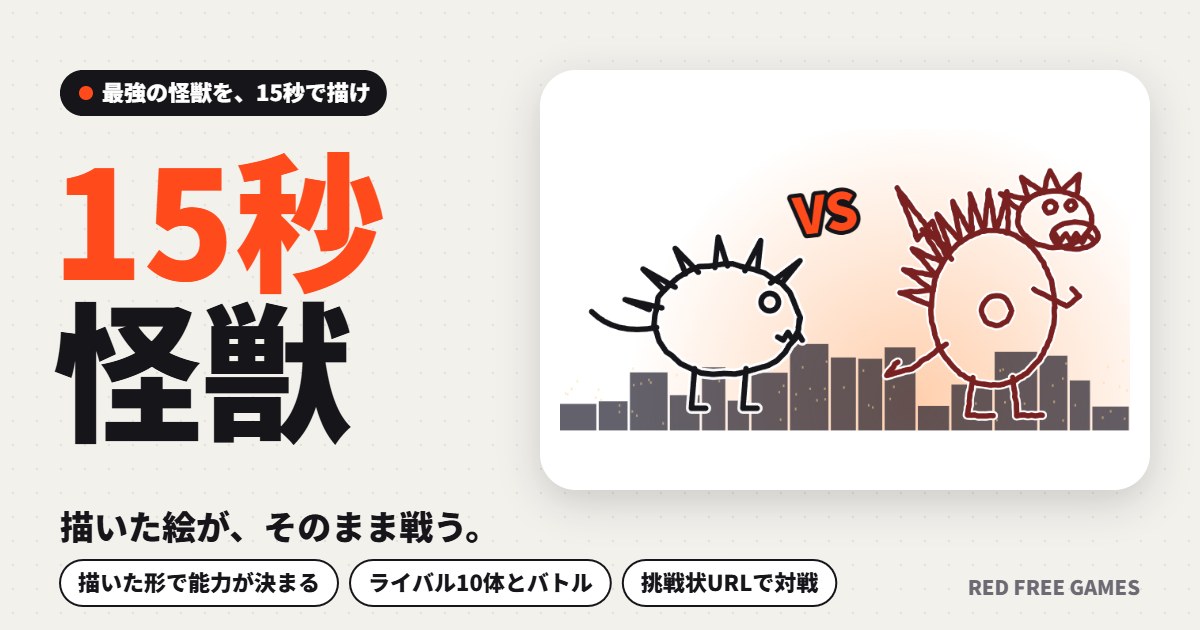 最強の怪獣を、15秒で描け
15秒
怪獣
VS
描いた絵が、そのまま戦う。
描いた形で能力が決まる
ライバル10体とバトル
挑戦状URLで対戦
RED FREE GAMES